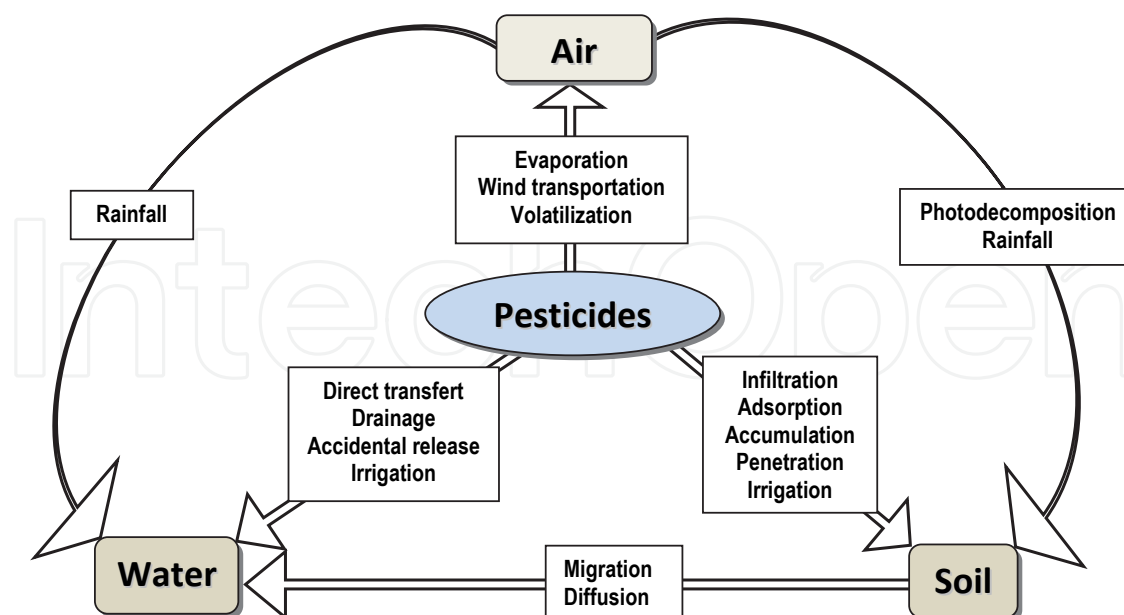 Air
Evaporation
Wind transportation
Volatilization
Rainfall
Photodecomposition
Rainfall
IntechOpen
Pesticides
Direct transfert
Drainage
Accidental release
Irrigation
Infiltration
Adsorption
Accumulation
Penetration
Irrigation
Water
Migration
Diffusion
Soil